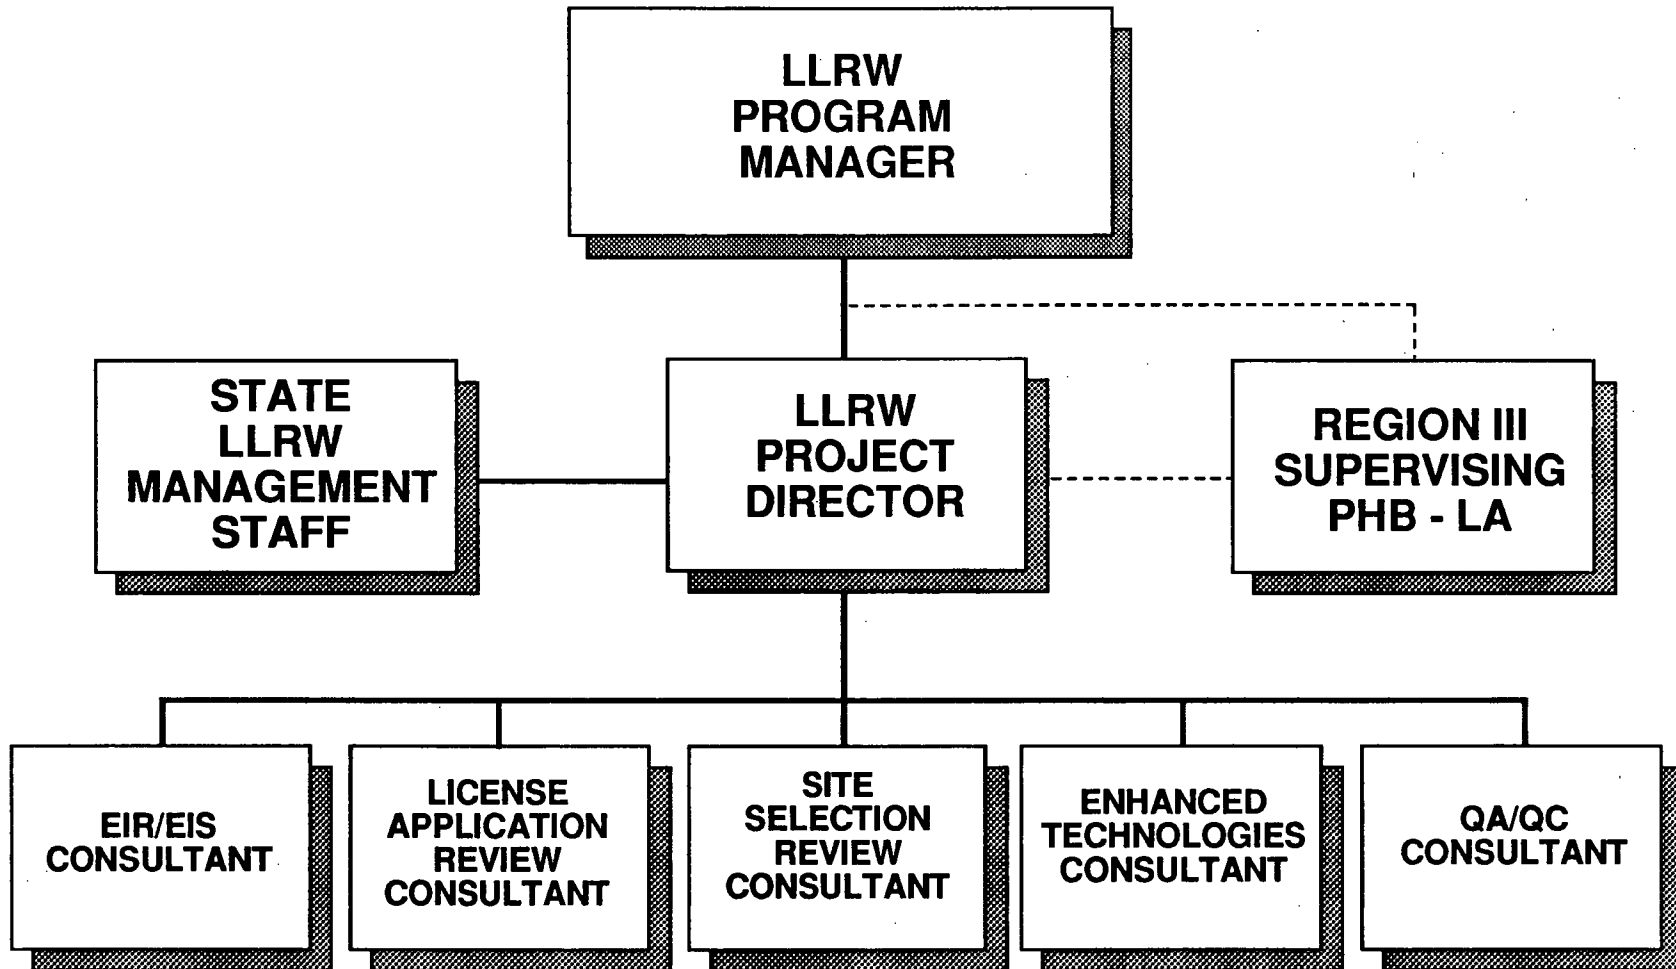 LLRW
PROGRAM
MANAGER
STATE
LLRW
MANAGEMENT
STAFF
LLRW
PROJECT
DIRECTOR
REGION III
SUPERVISING
PHB - LA
EIR/EIS
CONSULTANT
LICENSE
APPLICATION
REVIEW
CONSULTANT
SITE
SELECTION
REVIEW
CONSULTANT
ENHANCED
TECHNOLOGIES
CONSULTANT
QA/QC
CONSULTANT